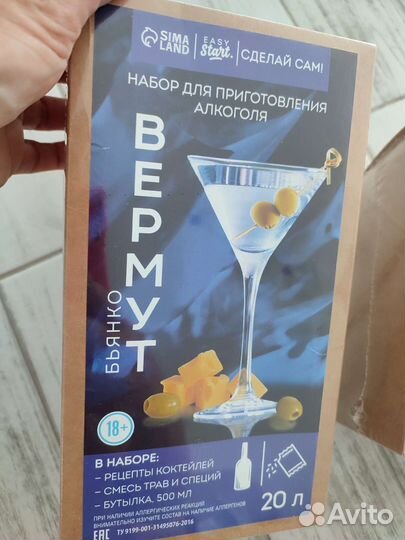 SIMA
LAND
EASY
Start
СДЕЛАЙ САМ!
НАБОР ДЛЯ ПРИГОТОВЛЕНИЯ
АЛКОГОЛЯ
ВЕРМУТ
БЬЯНКО
18+
В НАБОРЕ:
– РЕЦЕПТЫ КОКТЕЙЛЕЙ
– СМЕСЬ ТРАВ И СПЕЦИЙ
– БУТЫЛКА. 500 МЛ
20 л
ПРИ НАЛИЧИИ АЛЛЕРГИЧЕСКИХ РЕАКЦИЙ
ВНИМАТЕЛЬНО ИЗУЧИТЕ СОСТАВ НА НАЛИЧИЕ АЛЛЕРГЕНОВ
EAC ТУ 9199-001-31495076-2016
Avito